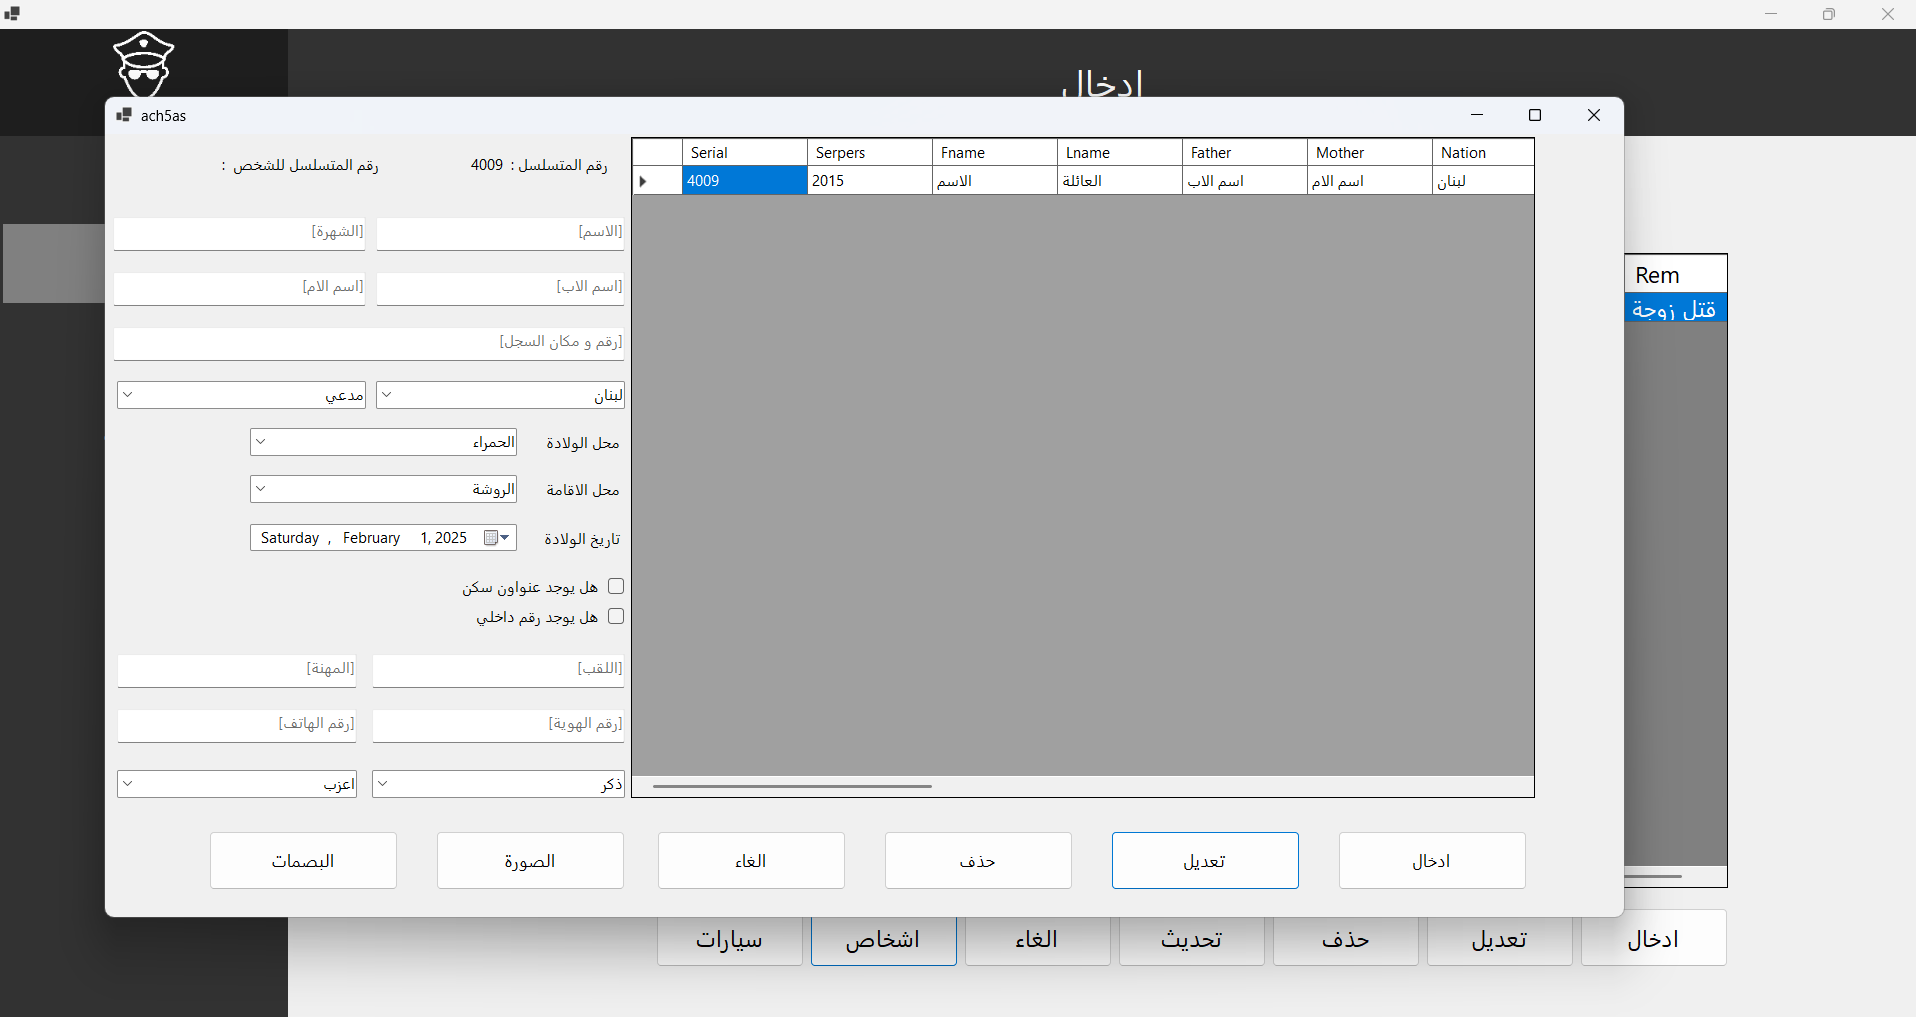 ادخال
ach5as
رقم المتسلسل : 4009
رقم المتسلسل للشخص :
[الاسم]
[الشهرة]
[اسم الاب]
[اسم الام]
[رقم و مكان السجل]
لبنان
مدعي
محل الولادة
الحمراء
محل الاقامة
الروشة
تاريخ الولادة
Saturday , February 1, 2025
هل يوجد عنواون سكن
هل يوجد رقم داخلي
[اللقب]
[المهنة]
[رقم الهوية]
[رقم الهاتف]
ذكر
اعزب
Serial Serpers Fname Lname Father Mother Nation
4009 2015 الاسم العائلة اسم الاب اسم الام لبنان
Rem
قتل زوجة
ادخال
تعديل
حذف
الغاء
الصورة
البصمات
ادخال
تعديل
حذف
تحديث
الغاء
اشخاص
سيارات